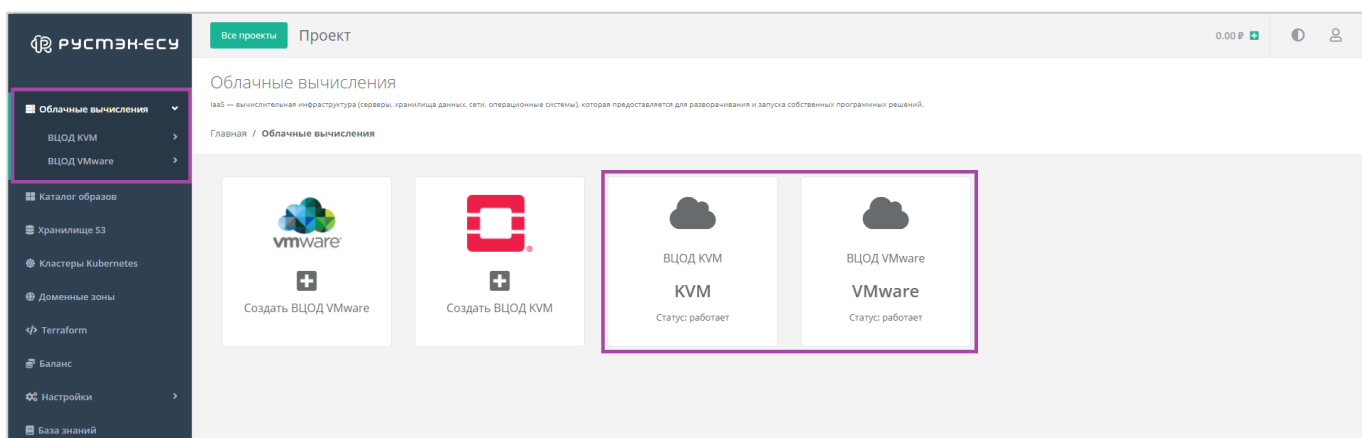 РУСТЭК-ЕСУ
Все проекты
Проект
0.00 ₽
Облачные вычисления
IaaS — вычислительная инфраструктура (серверы, хранилища данных, сети, операционные системы), которая предоставляется для разворачивания и запуска собственных программных решений.
Главная / Облачные вычисления
Облачные вычисления
ВЦОД KVM
ВЦОД VMware
Каталог образов
Хранилище S3
Кластеры Kubernetes
Доменные зоны
Terraform
Баланс
Настройки
База знаний
vmware
Создать ВЦОД VMware
Создать ВЦОД KVM
ВЦОД KVM
KVM
Статус: работает
ВЦОД VMware
VMware
Статус: работает